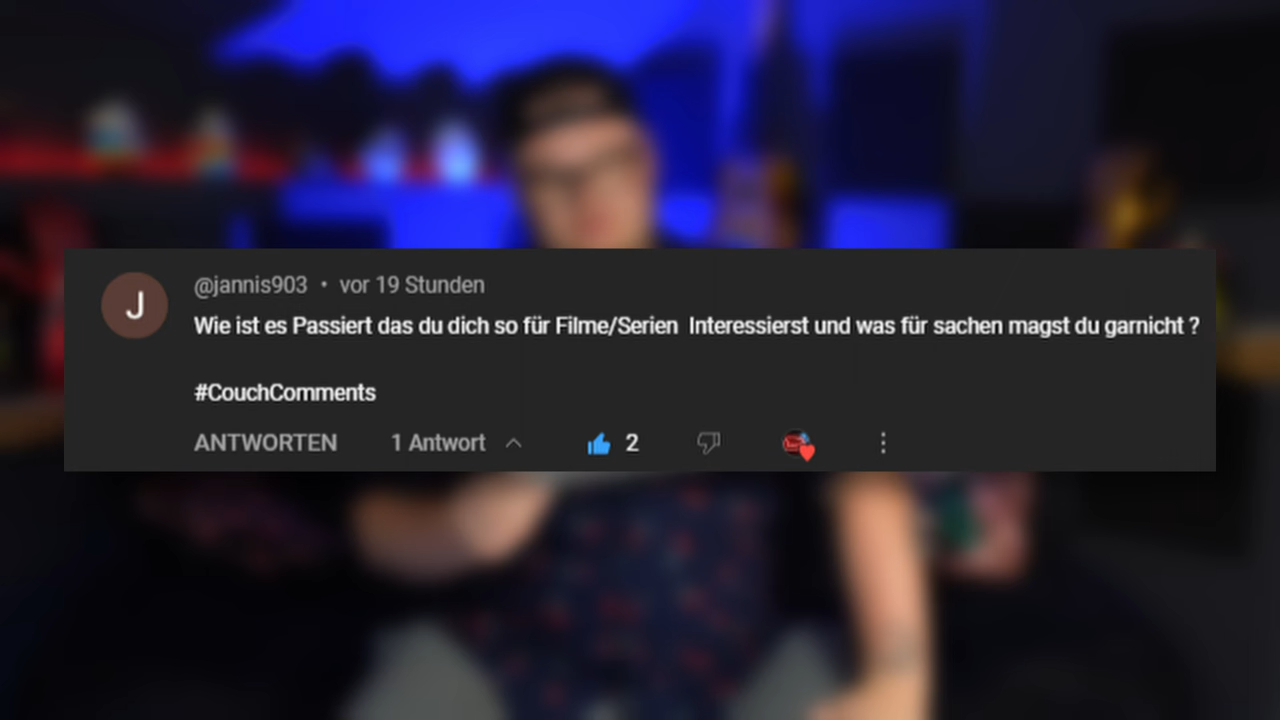 J
@jannis903 • vor 19 Stunden
Wie ist es Passiert das du dich so für Filme/Serien  Interessierst und was für sachen magst du garnicht ?
#CouchComments
ANTWORTEN 1 Antwort 2